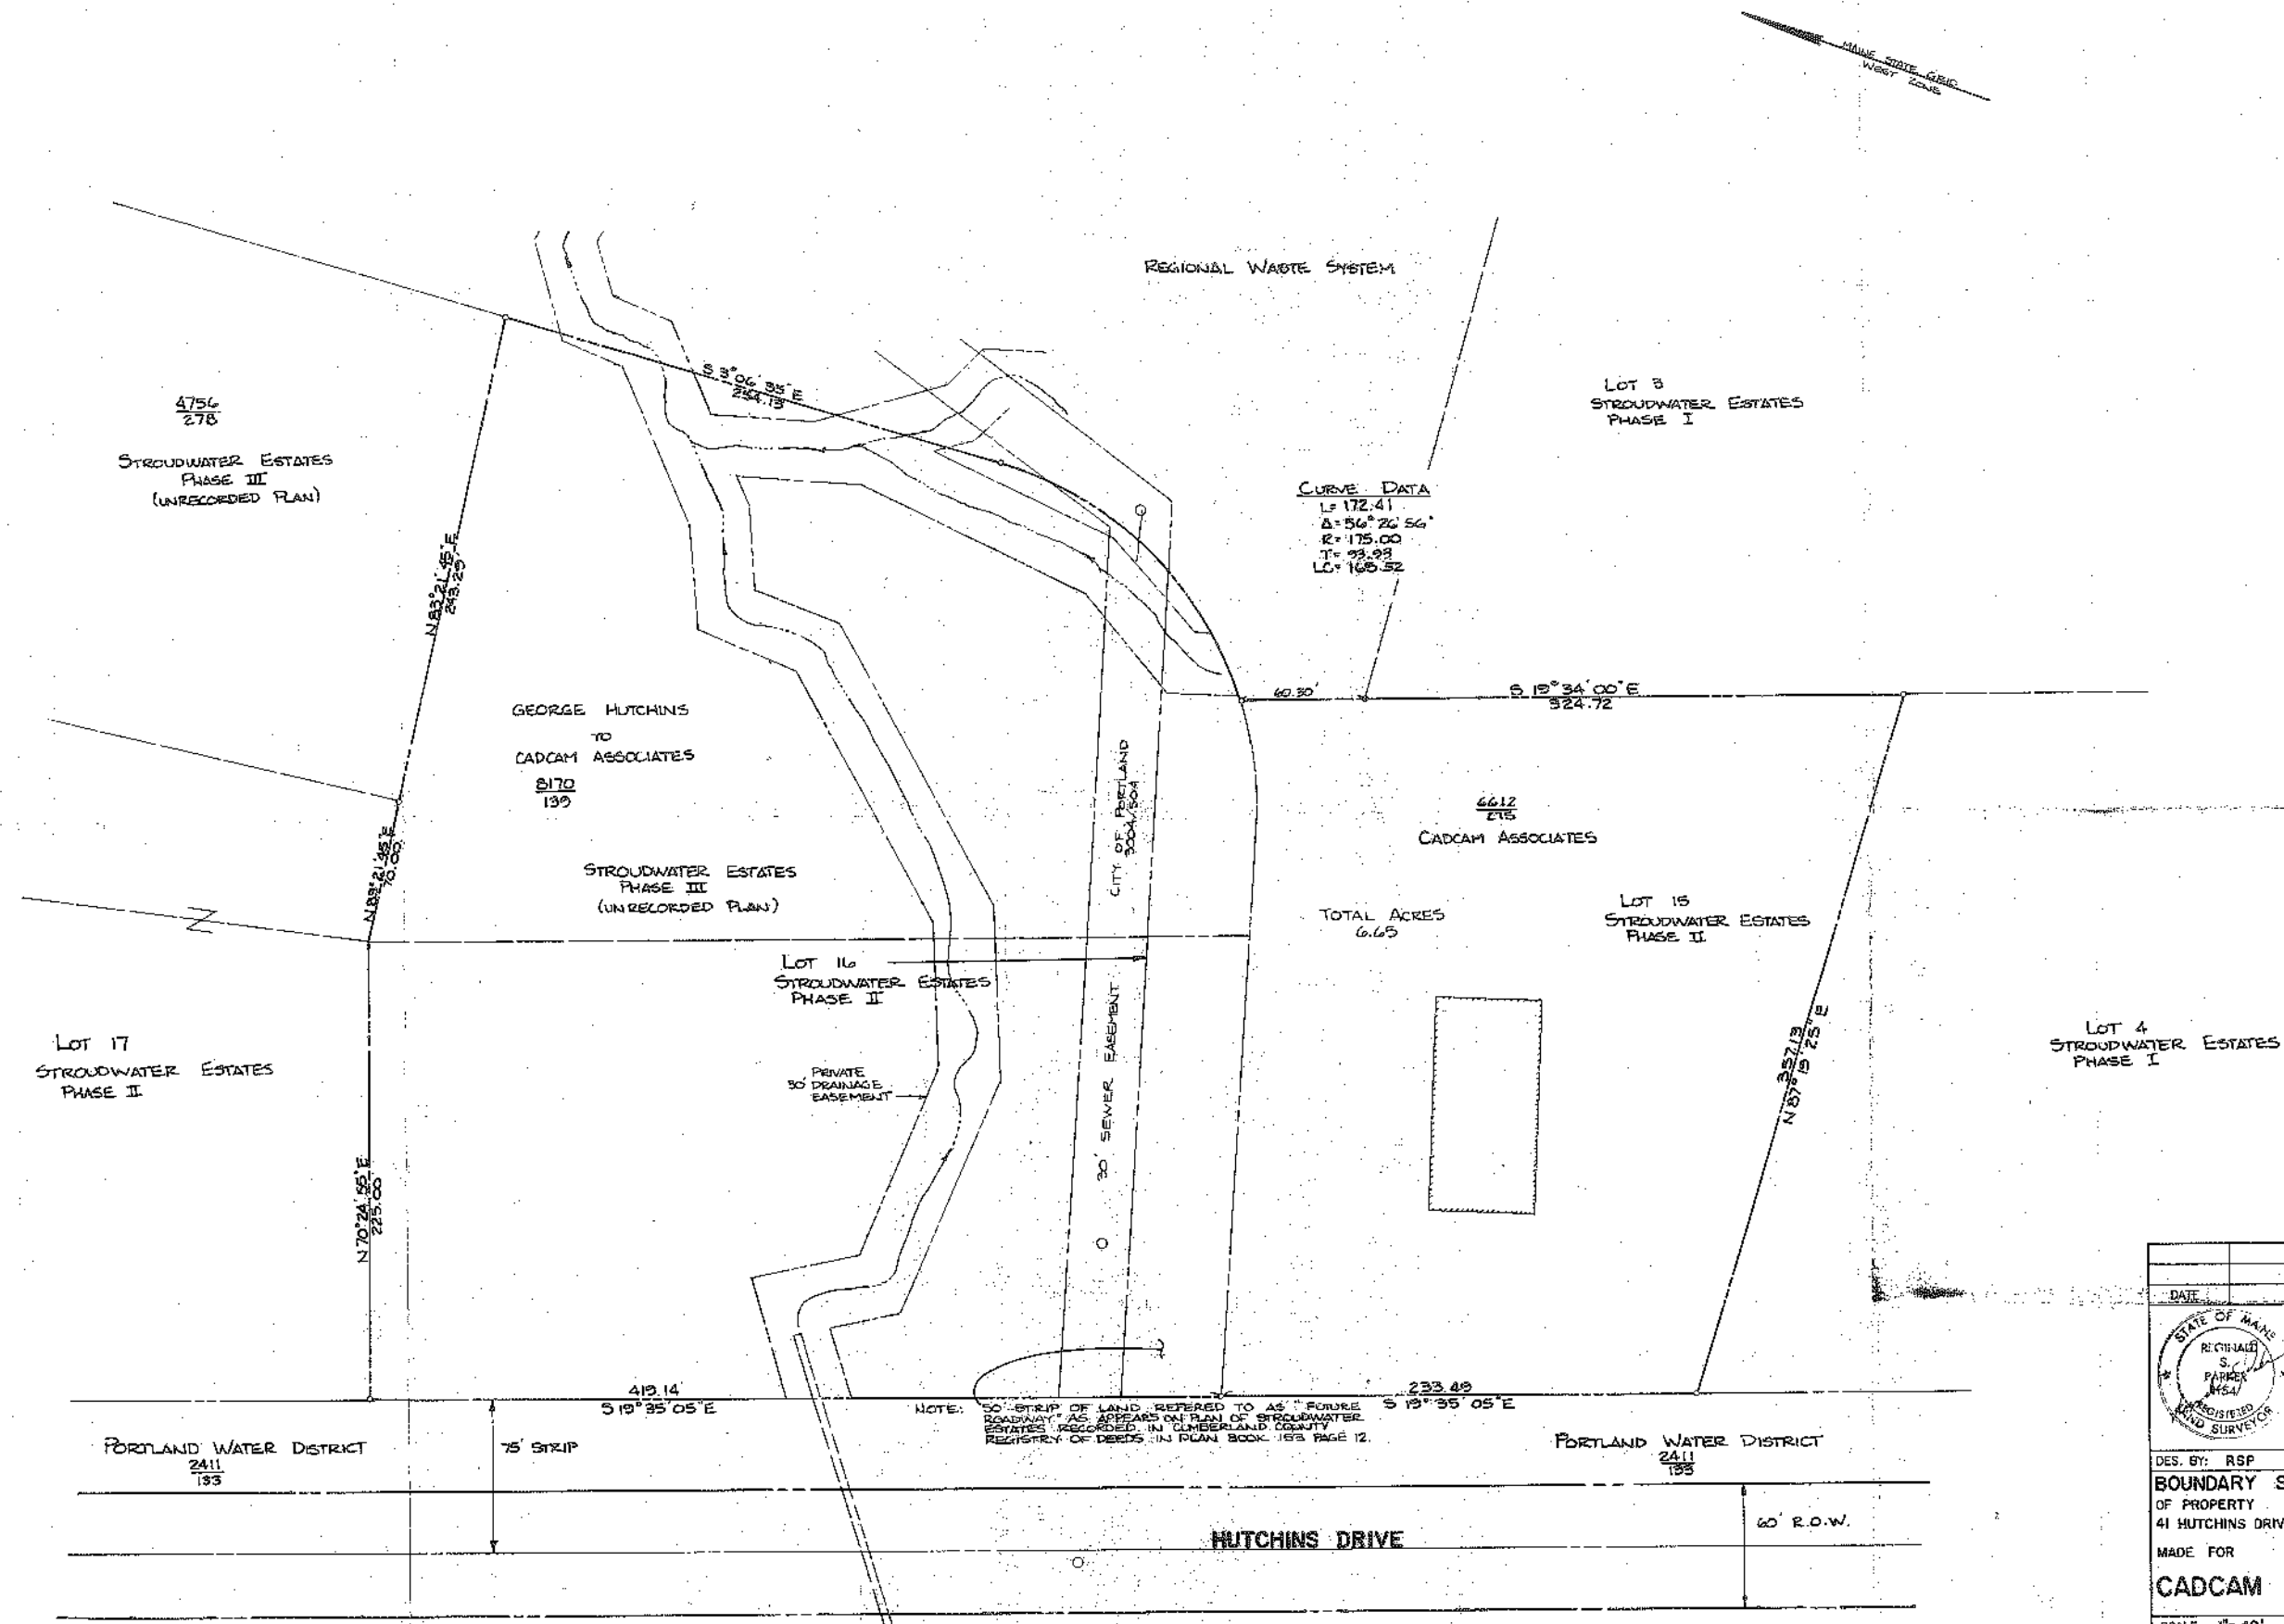 MAINE STATE GRID
WEST ZONE
REGIONAL WASTE SYSTEM
S 3° 06' 35" E
254.13
LOT 3
STROUDWATER ESTATES
PHASE I
4756
278
STROUDWATER ESTATES
PHASE III
(UNRECORDED PLAN)
CURVE DATA
L= 172.41
Δ= 56° 26' 56"
R= 175.00
T= 93.93
LC= 165.52
N 83° 21' 45" E
243.29'
60.30'
S 19° 34' 00" E
324.72
GEORGE HUTCHINS
TO
CADCAM ASSOCIATES
8170
139
CITY OF PORTLAND
3004/504
6612
275
CADCAM ASSOCIATES
N 83° 21' 45" E
70.00'
STROUDWATER ESTATES
PHASE III
(UNRECORDED PLAN)
TOTAL ACRES
6.65
LOT 15
STROUDWATER ESTATES
PHASE II
LOT 16
STROUDWATER ESTATES
PHASE II
30' SEWER EASEMENT
LOT 17
STROUDWATER ESTATES
PHASE II
PRIVATE
30' DRAINAGE
EASEMENT
357.13
N 87° 19' 25" E
LOT 4
STROUDWATER ESTATES
PHASE I
N 70° 24' 55" E
225.00
419.14'
S 19° 35' 05" E
233.49
S 19° 35' 05" E
NOTE: 50' STRIP OF LAND REFERED TO AS "FUTURE
ROADWAY" AS APPEARS ON PLAN OF STROUDWATER
ESTATES RECORDED IN CUMBERLAND COUNTY
REGISTRY OF DEEDS IN PLAN BOOK 153 PAGE 12.
PORTLAND WATER DISTRICT
2411
133
75' STRIP
PORTLAND WATER DISTRICT
2411
133
60' R.O.W.
HUTCHINS DRIVE
DATE
STATE OF MAINE
REGINALD
S.
PARKER
REGISTERED
LAND SURVEYOR
DES. BY: RSP
BOUNDARY S
OF PROPERTY
41 HUTCHINS DRIV
MADE FOR
CADCAM